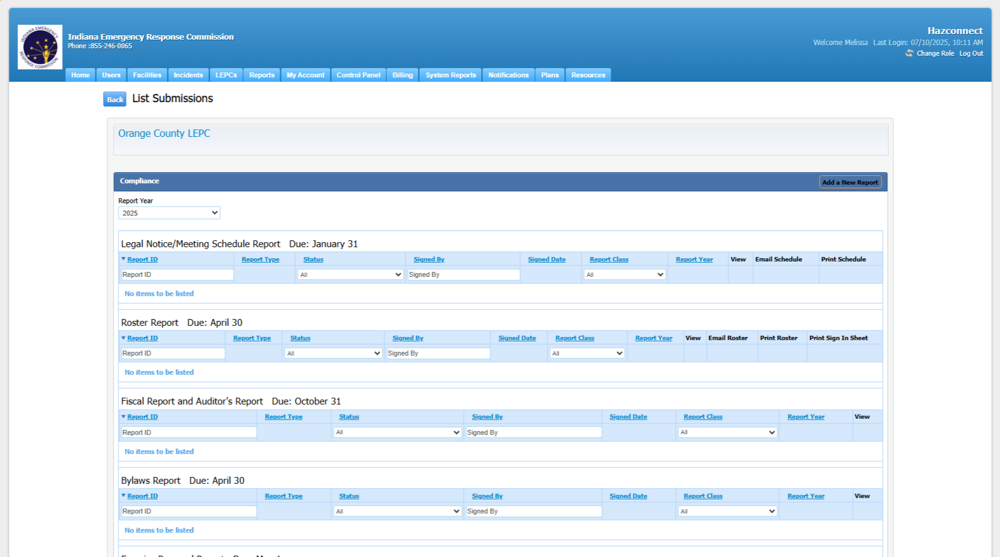 INDIANA EMERGENCY RESPONSE COMMISSION
Indiana Emergency Response Commission
Phone :855-246-0065
Hazconnect
Welcome Melissa Last Login: 07/10/2025, 10:11 AM
Change Role Log Out
Home Users Facilities Incidents LEPCs Reports My Account Control Panel Billing System Reports Notifications Plans Resources
Back List Submissions
Orange County LEPC
Compliance Add a New Report
Report Year
2025
Legal Notice/Meeting Schedule Report Due: January 31
Report ID Report Type Status Signed By Signed Date Report Class Report Year View Email Schedule Print Schedule
Report ID All Signed By All
No items to be listed
Roster Report Due: April 30
Report ID Report Type Status Signed By Signed Date Report Class Report Year View Email Roster Print Roster Print Sign In Sheet
Report ID All Signed By All
No items to be listed
Fiscal Report and Auditor's Report Due: October 31
Report ID Report Type Status Signed By Signed Date Report Class Report Year View
Report ID All Signed By All
No items to be listed
Bylaws Report Due: April 30
Report ID Report Type Status Signed By Signed Date Report Class Report Year View
Report ID All Signed By All
No items to be listed